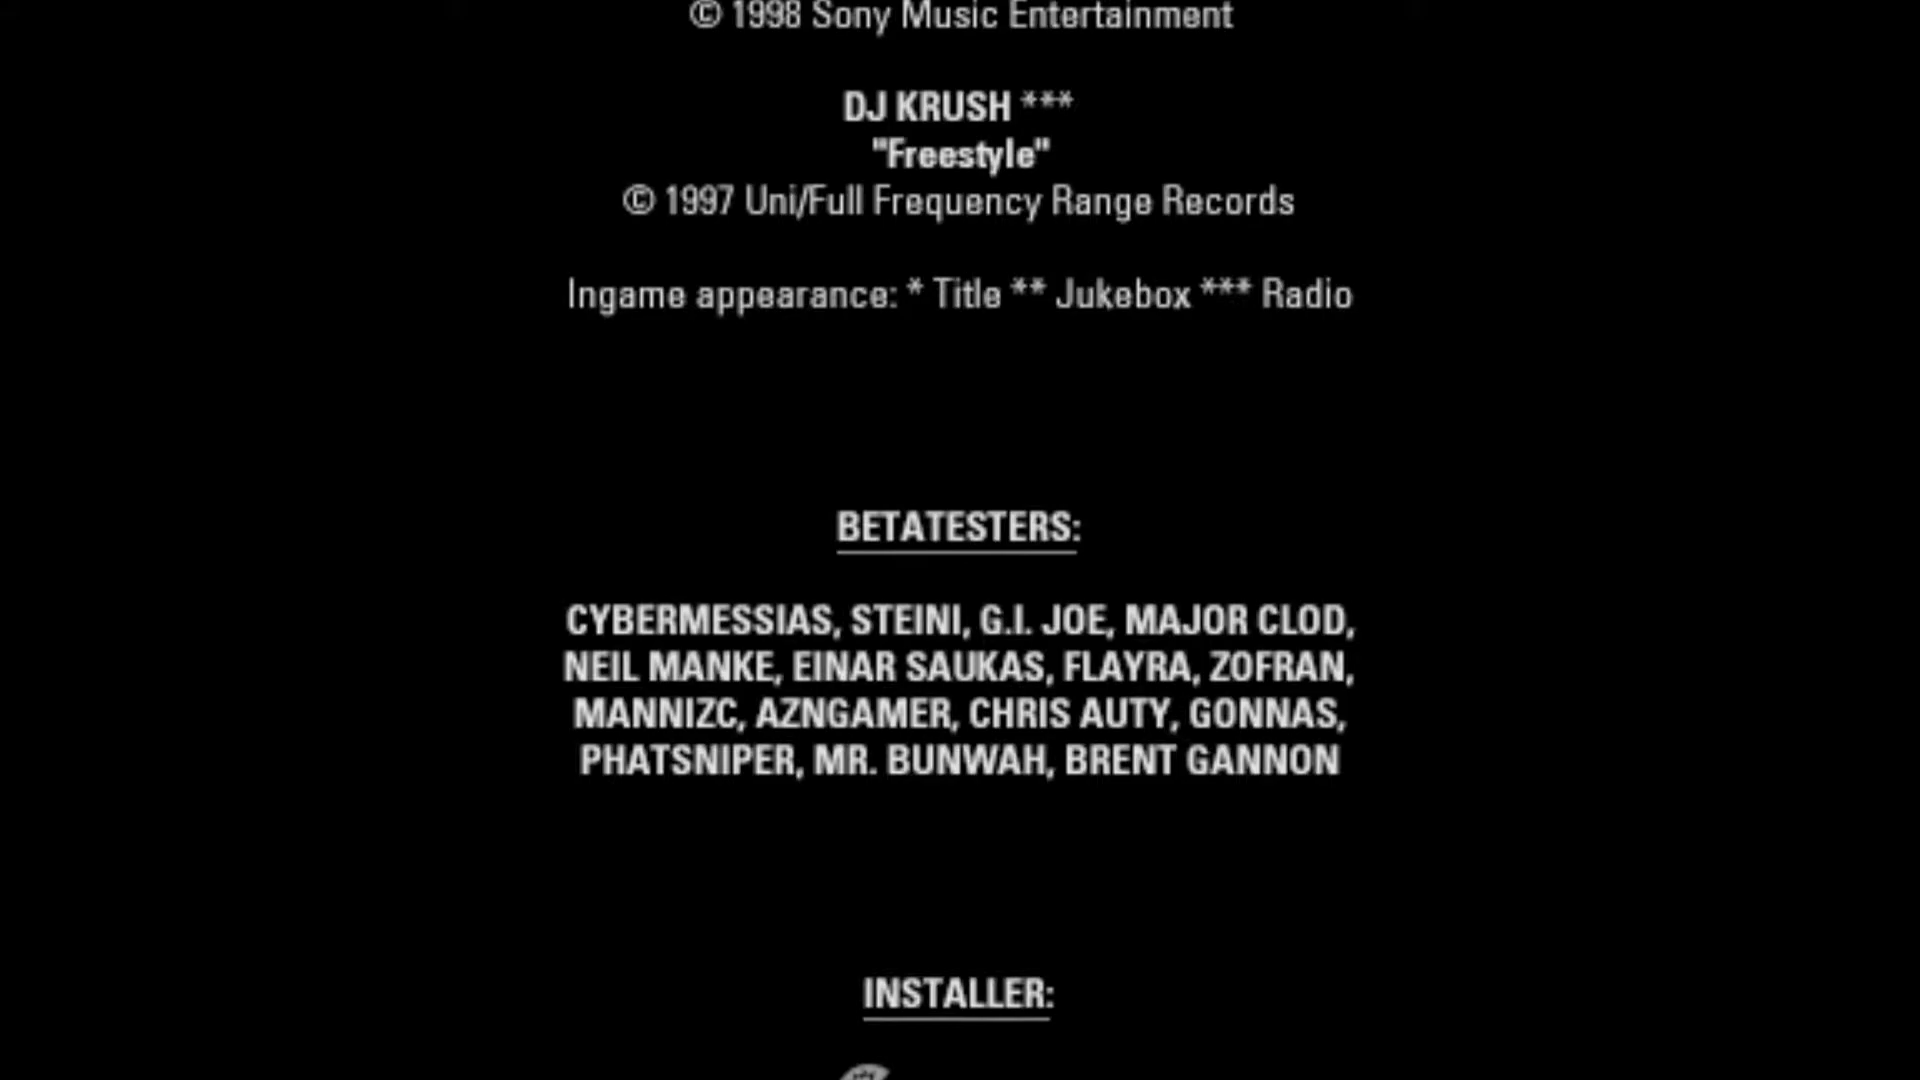 © 1998 Sony Music Entertainment
DJ KRUSH ***
"Freestyle"
© 1997 Uni/Full Frequency Range Records
Ingame appearance: * Title ** Jukebox *** Radio
BETATESTERS:
CYBERMESSIAS, STEINI, G.I. JOE, MAJOR CLOD,
NEIL MANKE, EINAR SAUKAS, FLAYRA, ZOFRAN,
MANNIZC, AZNGAMER, CHRIS AUTY, GONNAS,
PHATSNIPER, MR. BUNWAH, BRENT GANNON
INSTALLER: